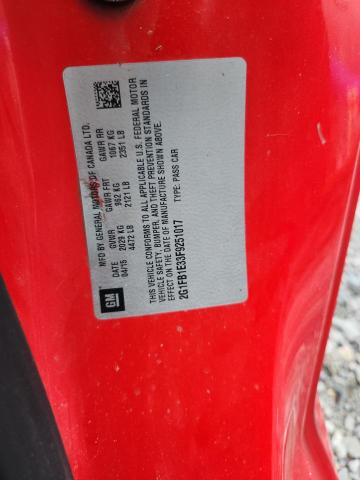 MFD BY GENERAL MOTORS OF CANADA LTD.
DATE GVWR GAWR FRT GAWR RR
04/15 2029 KG 962 KG 1067 KG
4472 LB 2121 LB 2351 LB
THIS VEHICLE CONFORMS TO ALL APPLICABLE U.S. FEDERAL MOTOR
VEHICLE SAFETY, BUMPER, AND THEFT PREVENTION STANDARDS IN
EFFECT ON THE DATE OF MANUFACTURE SHOWN ABOVE.
2G1FB1E33F9251017 TYPE: PASS CAR
GM